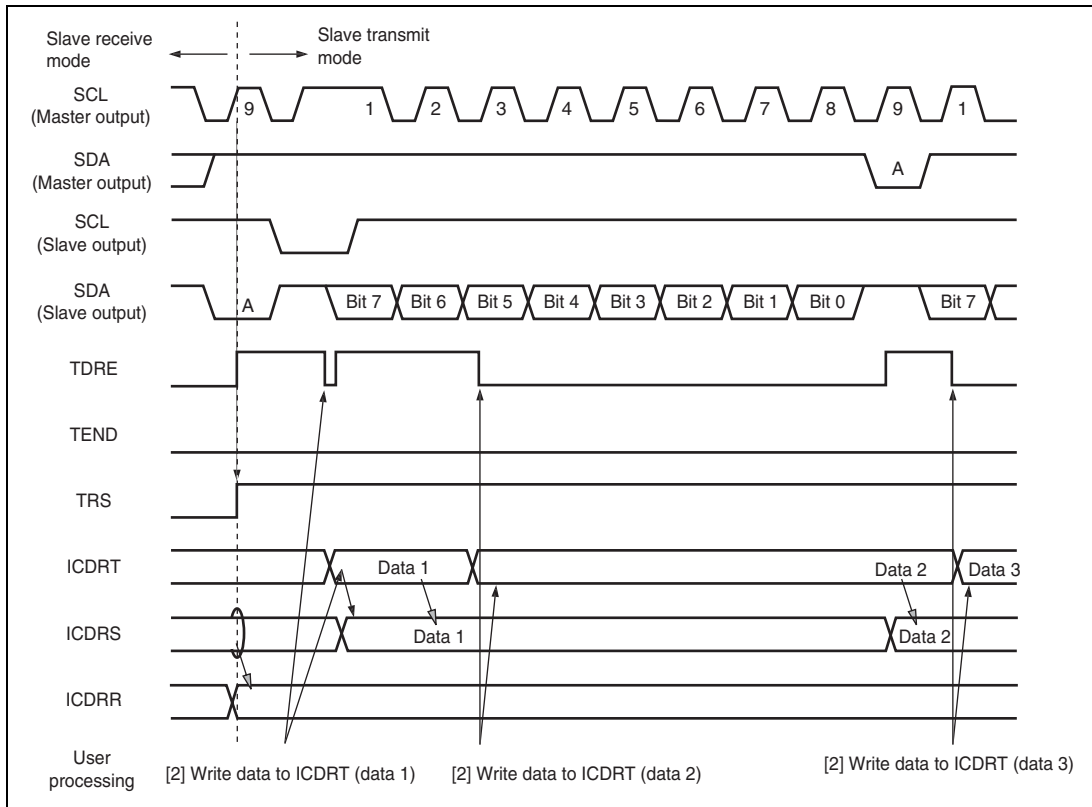 Slave receive
mode
Slave transmit
mode
SCL
(Master output)
9 1 2 3 4 5 6 7 8 9 1
SDA
(Master output)
A
SCL
(Slave output)
SDA
(Slave output)
A Bit 7 Bit 6 Bit 5 Bit 4 Bit 3 Bit 2 Bit 1 Bit 0 Bit 7
TDRE
TEND
TRS
ICDRT
Data 1 Data 2 Data 3
ICDRS
Data 1 Data 2
ICDRR
User
processing
[2] Write data to ICDRT (data 1) [2] Write data to ICDRT (data 2) [2] Write data to ICDRT (data 3)